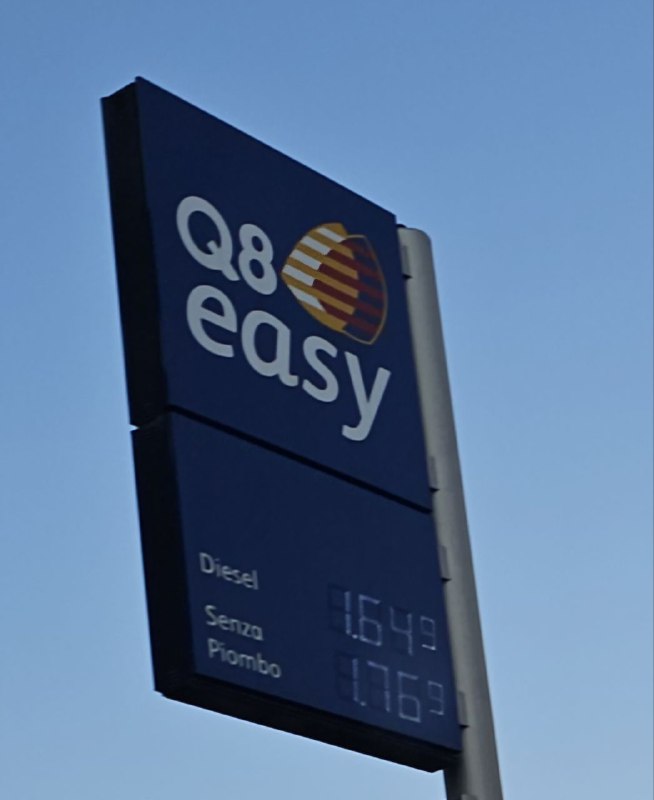 Q8
easy
Diesel 1.649
Senza
Piombo 1.769